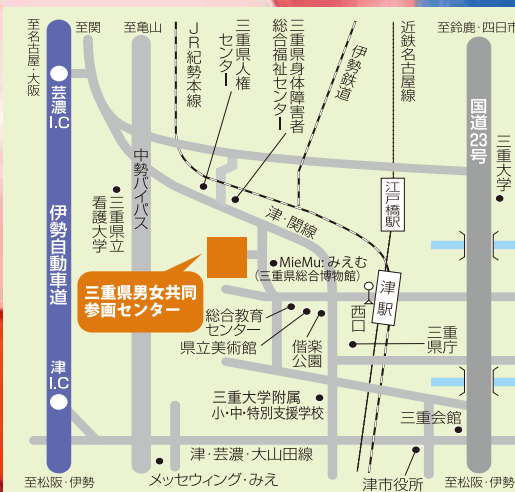 至名古屋・大阪
至関
至亀山
JR紀勢本線
三重県人権
センター
三重県身体障害者
総合福祉センター
伊勢鉄道
近鉄名古屋線
至鈴鹿・四日市
芸濃
I.C
国道23号
三重大学
中勢バイパス
三重県立
看護大学
江戸橋駅
津・関線
伊勢自動車道
MieMu:みえむ
(三重県総合博物館)
三重県男女共同
参画センター
津駅
西口
総合教育
センター
県立美術館
偕楽
公園
三重
県庁
津
I.C
三重大学附属
小・中・特別支援学校
三重会館
津・芸濃・大山田線
メッセウィング・みえ
津市役所
至松阪・伊勢
至松阪・伊勢